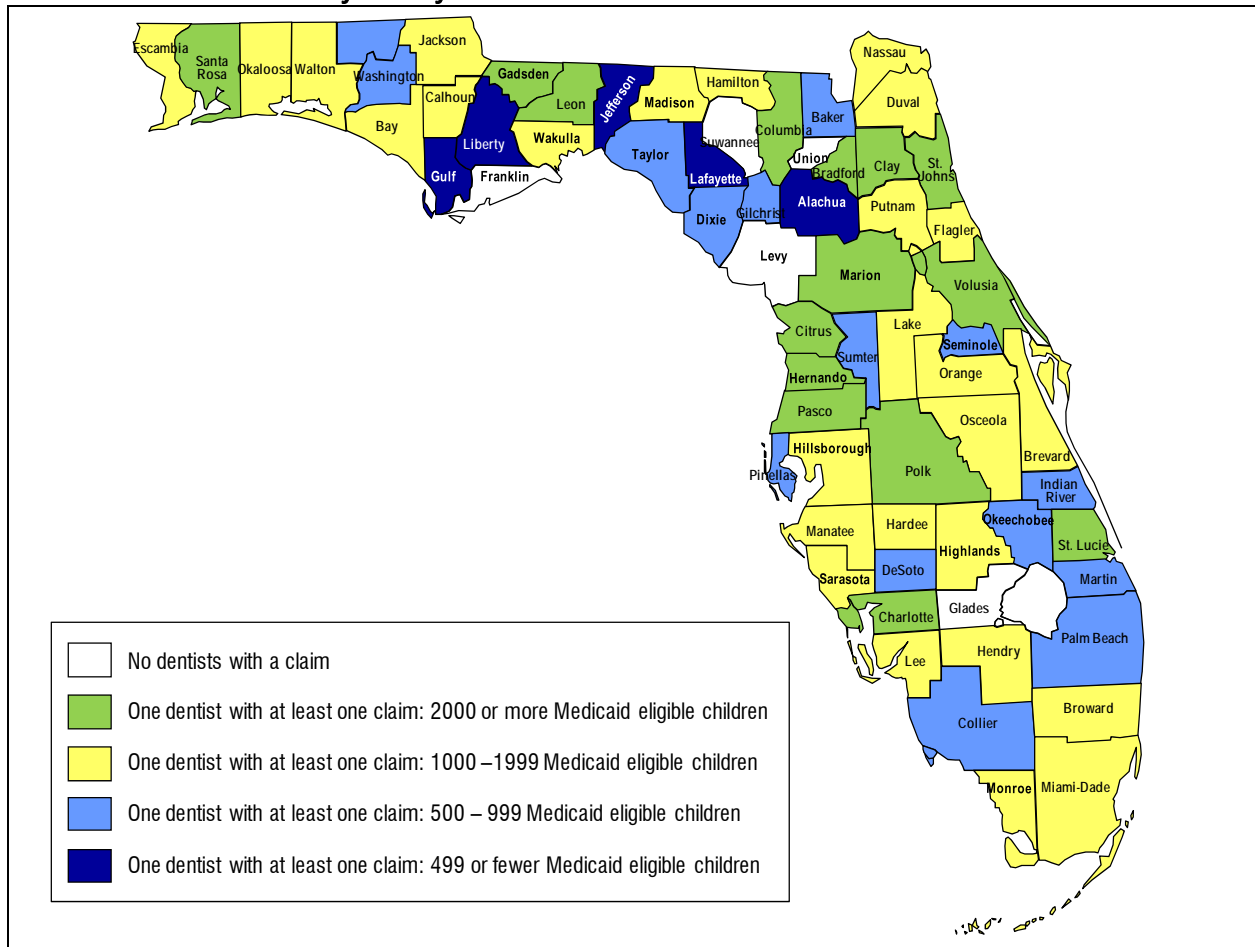 Escambia
Santa
Rosa
Okaloosa
Walton
Washington
Jackson
Bay
Calhoun
Gulf
Liberty
Franklin
Gadsden
Leon
Wakulla
Jefferson
Madison
Taylor
Hamilton
Suwannee
Lafayette
Dixie
Columbia
Gilchrist
Baker
Union
Bradford
Alachua
Levy
Nassau
Duval
Clay
St.
Johns
Putnam
Flagler
Marion
Volusia
Citrus
Sumter
Lake
Seminole
Hernando
Orange
Pasco
Osceola
Brevard
Hillsborough
Pinellas
Polk
Indian
River
Manatee
Hardee
Highlands
Okeechobee
St. Lucie
Sarasota
DeSoto
Martin
Charlotte
Glades
Palm Beach
Lee
Hendry
Collier
Broward
Monroe
Miami-Dade
No dentists with a claim
One dentist with at least one claim: 2000 or more Medicaid eligible children
One dentist with at least one claim: 1000 –1999 Medicaid eligible children
One dentist with at least one claim: 500 – 999 Medicaid eligible children
One dentist with at least one claim: 499 or fewer Medicaid eligible children